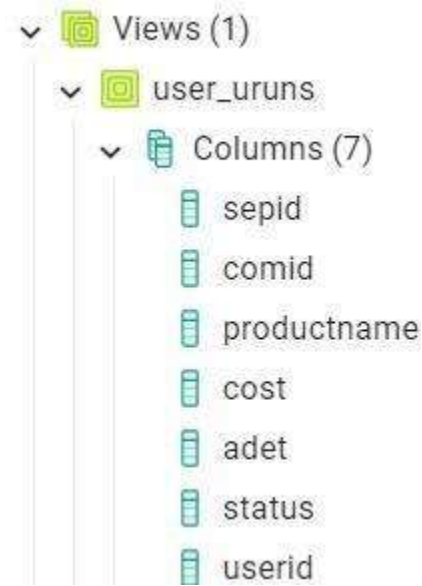 Views (1)
user_uruns
Columns (7)
sepid
comid
productname
cost
adet
status
userid